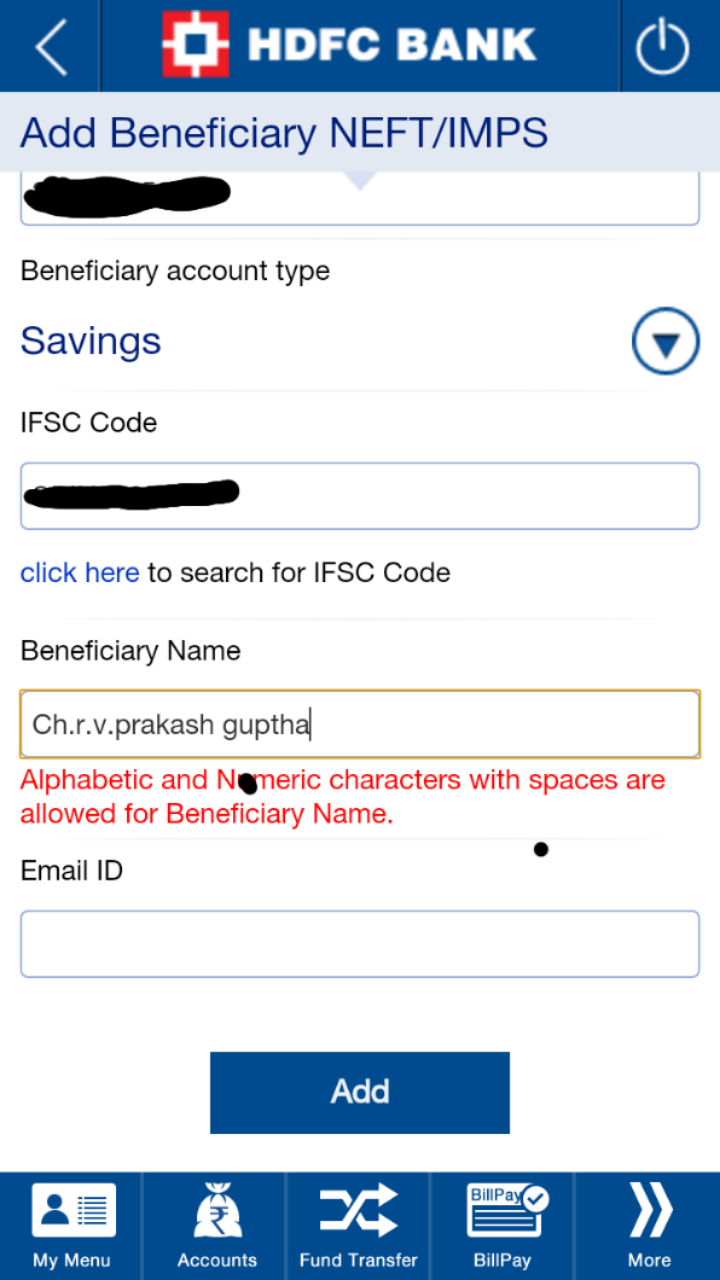 HDFC BANK
Add Beneficiary NEFT/IMPS
Beneficiary account type
Savings
IFSC Code
click here to search for IFSC Code
Beneficiary Name
Ch.r.v.prakash guptha
Alphabetic and Numeric characters with spaces are
allowed for Beneficiary Name.
Email ID
Add
BillPay
My Menu Accounts Fund Transfer BillPay More